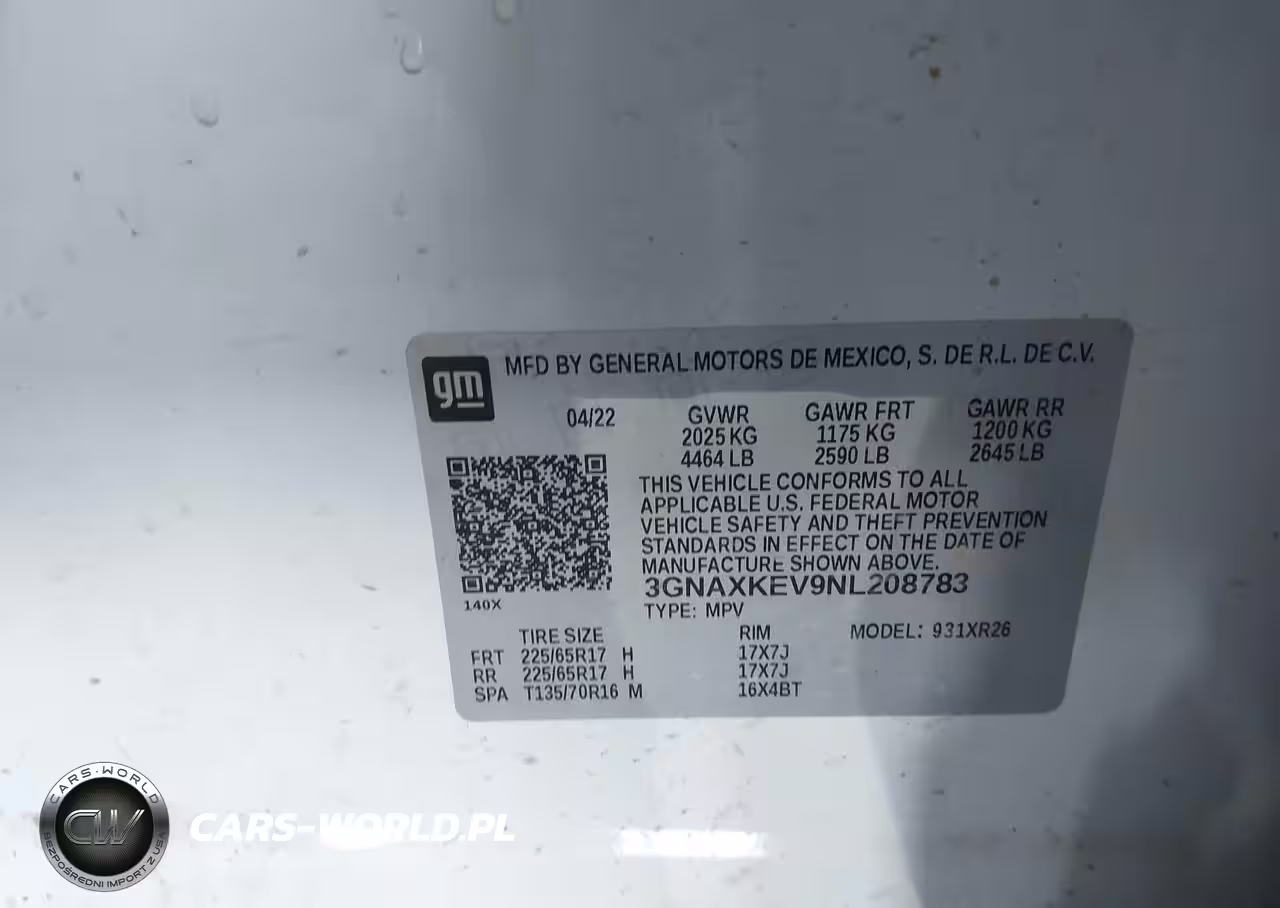 gm
MFD BY GENERAL MOTORS DE MEXICO, S. DE R.L. DE C.V.
04/22 GVWR GAWR FRT GAWR RR
2025 KG 1175 KG 1200 KG
4464 LB 2590 LB 2645 LB
THIS VEHICLE CONFORMS TO ALL
APPLICABLE U.S. FEDERAL MOTOR
VEHICLE SAFETY AND THEFT PREVENTION
STANDARDS IN EFFECT ON THE DATE OF
MANUFACTURE SHOWN ABOVE.
3GNAXKEV9NL208783
140X
TYPE: MPV
TIRE SIZE RIM MODEL: 931XR26
FRT 225/65R17 H 17X7J
RR 225/65R17 H 17X7J
SPA T135/70R16 M 16X4BT
CARS-WORLD
CW
BEZPOŚREDNI IMPORT Z USA
CARS-WORLD.PL